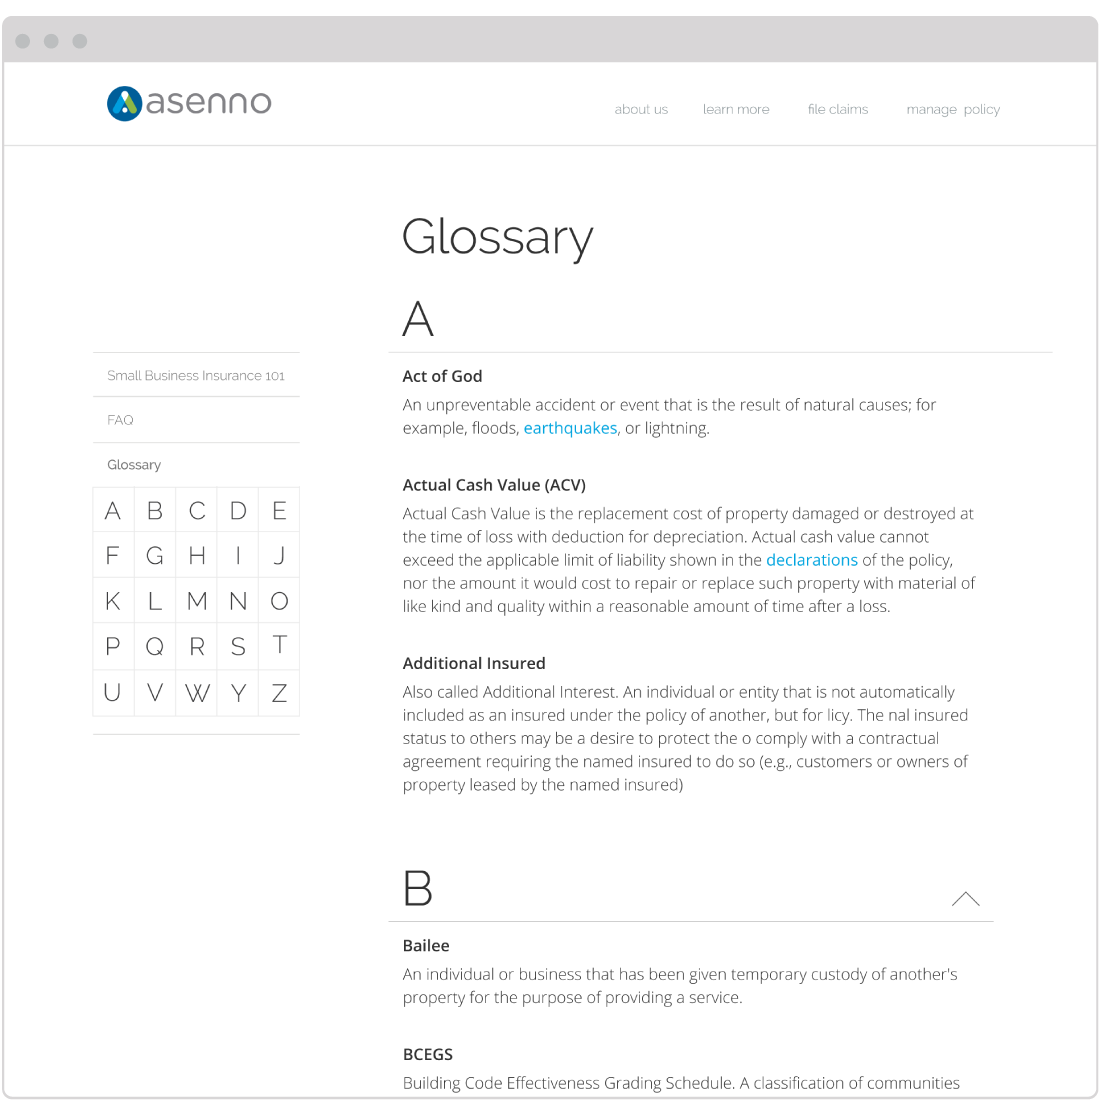 asenno
about us learn more file claims manage policy
Glossary
A
Small Business Insurance 101
FAQ
Glossary
A B C D E
F G H I J
K L M N O
P Q R S T
U V W Y Z
Act of God
An unpreventable accident or event that is the result of natural causes; for
example, floods, earthquakes, or lightning.
Actual Cash Value (ACV)
Actual Cash Value is the replacement cost of property damaged or destroyed at
the time of loss with deduction for depreciation. Actual cash value cannot
exceed the applicable limit of liability shown in the declarations of the policy,
nor the amount it would cost to repair or replace such property with material of
like kind and quality within a reasonable amount of time after a loss.
Additional Insured
Also called Additional Interest. An individual or entity that is not automatically
included as an insured under the policy of another, but for licy. The nal insured
status to others may be a desire to protect the o comply with a contractual
agreement requiring the named insured to do so (e.g., customers or owners of
property leased by the named insured)
B
Bailee
An individual or business that has been given temporary custody of another's
property for the purpose of providing a service.
BCEGS
Building Code Effectiveness Grading Schedule. A classification of communities